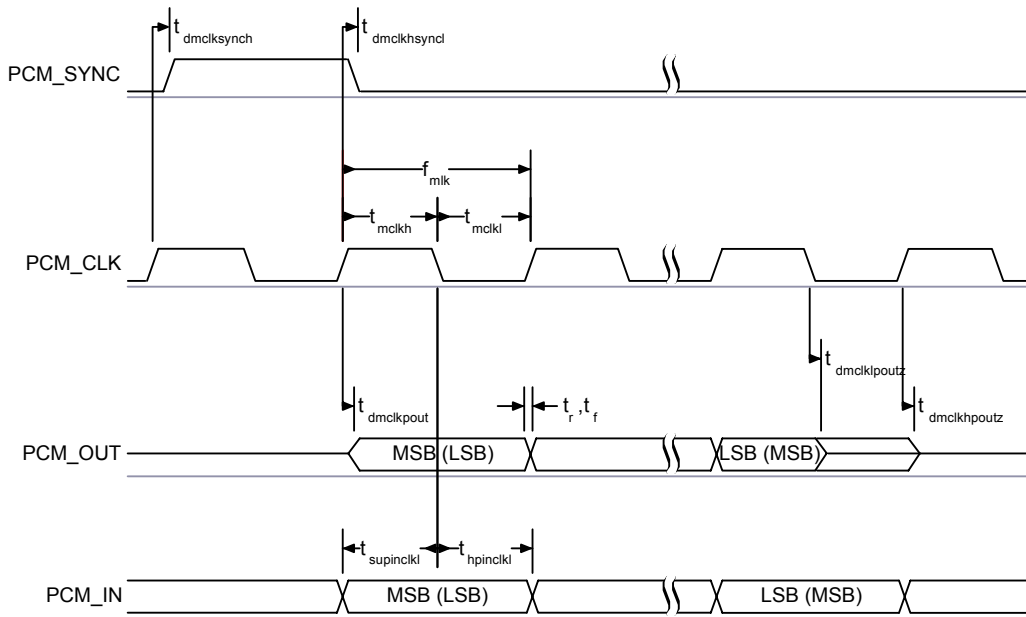 t dmclksynch
t dmclkhsyncl
PCM_SYNC
f mlk
t mclkh
t mclkl
PCM_CLK
t dmclklpoutz
t dmclkpout
t r ,t f
t dmclkhpoutz
PCM_OUT
MSB (LSB)
LSB (MSB)
t supinclkl
t hpinclkl
PCM_IN
MSB (LSB)
LSB (MSB)